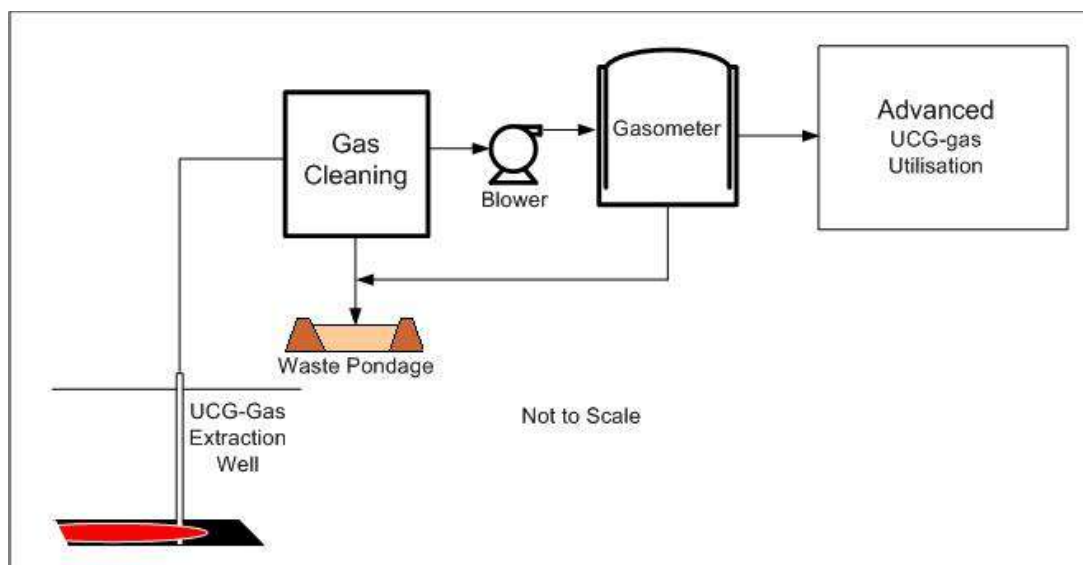 Gas
Cleaning
Blower
Gasometer
Advanced
UCG-gas
Utilisation
Waste Pondage
UCG-Gas
Extraction
Well
Not to Scale